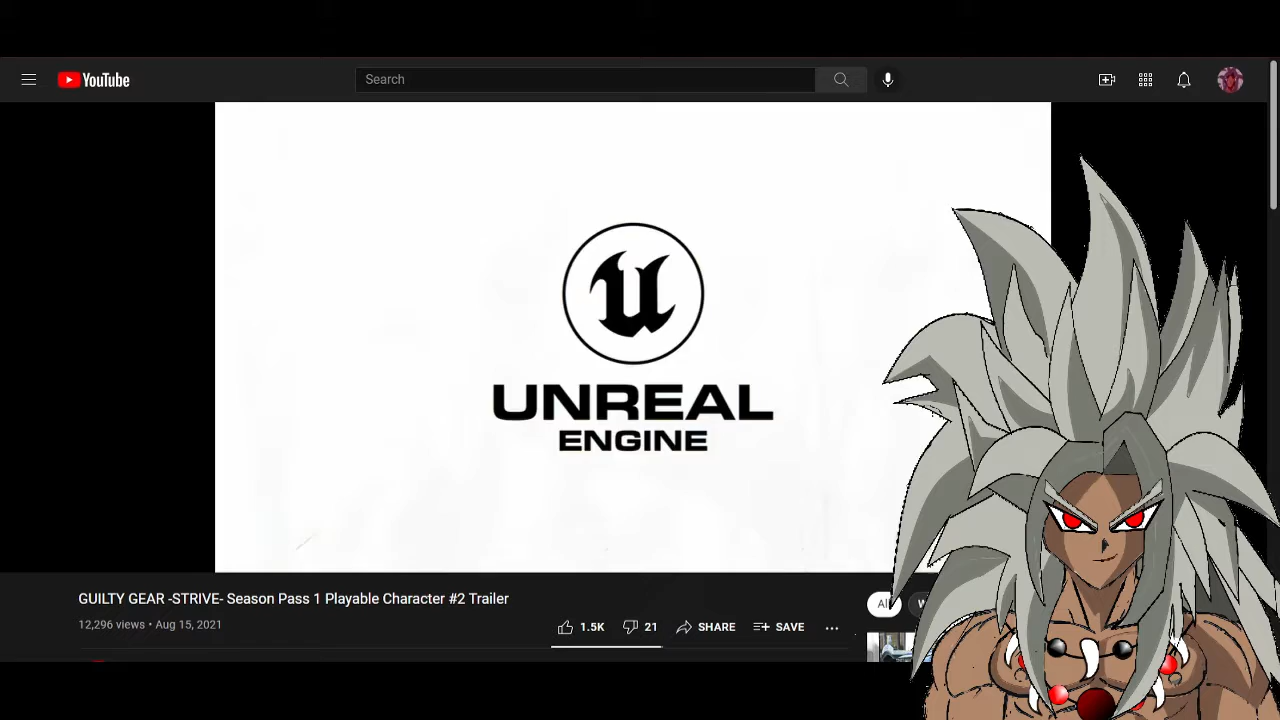 YouTube
Search
UNREAL
ENGINE
GUILTY GEAR -STRIVE- Season Pass 1 Playable Character #2 Trailer
12,296 views • Aug 15, 2021
1.5K
21
SHARE
SAVE